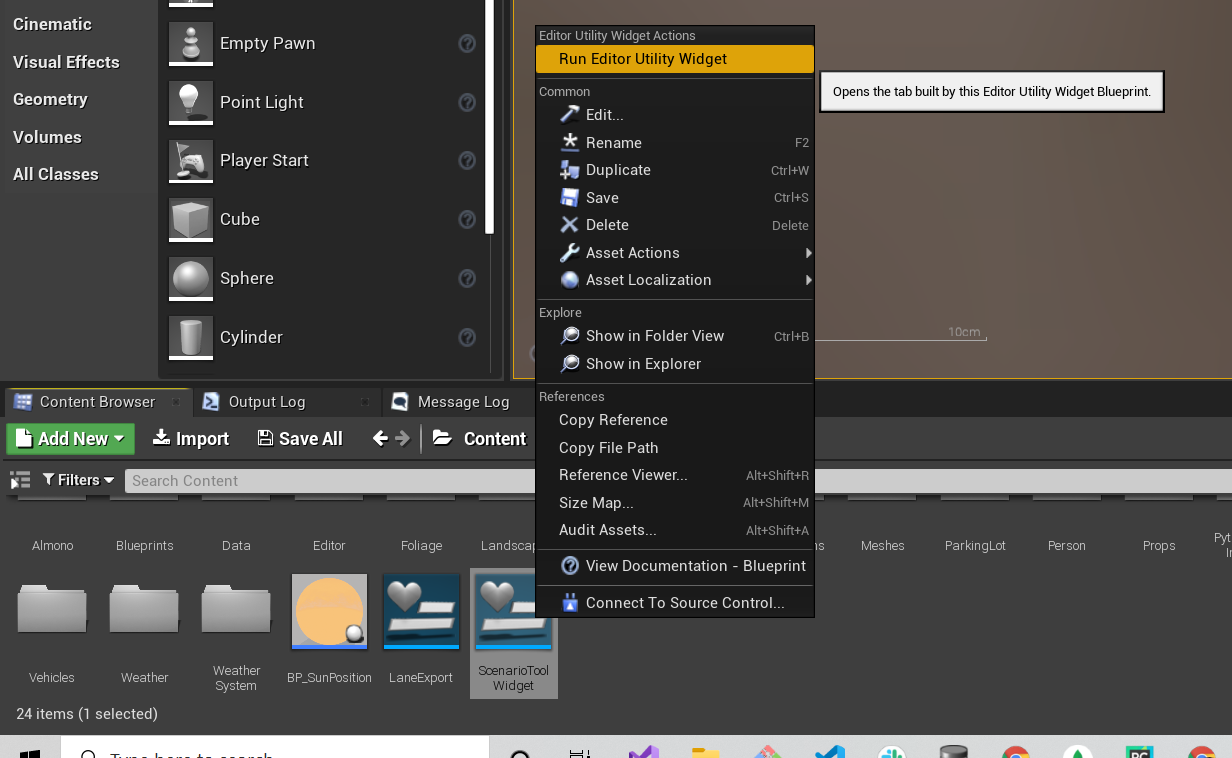 Cinematic
Visual Effects
Geometry
Volumes
All Classes
Empty Pawn
Point Light
Player Start
Cube
Sphere
Cylinder
Editor Utility Widget Actions
Run Editor Utility Widget
Opens the tab built by this Editor Utility Widget Blueprint.
Common
Edit...
Rename F2
Duplicate Ctrl+W
Save Ctrl+S
Delete Delete
Asset Actions
Asset Localization
Explore
Show in Folder View Ctrl+B
Show in Explorer
References
Copy Reference
Copy File Path
Reference Viewer... Alt+Shift+R
Size Map... Alt+Shift+M
Audit Assets... Alt+Shift+A
View Documentation - Blueprint
Connect To Source Control...
10cm
Content Browser
Output Log
Message Log
Add New
Import
Save All
Content
Filters
Search Content
Almono
Blueprints
Data
Editor
Foliage
Landscap
ns
Meshes
ParkingLot
Person
Props
Pyt
In
Vehicles
Weather
Weather
System
BP_SunPosition
LaneExport
ScenarioTool
Widget
24 items (1 selected)
Type here to search
PC